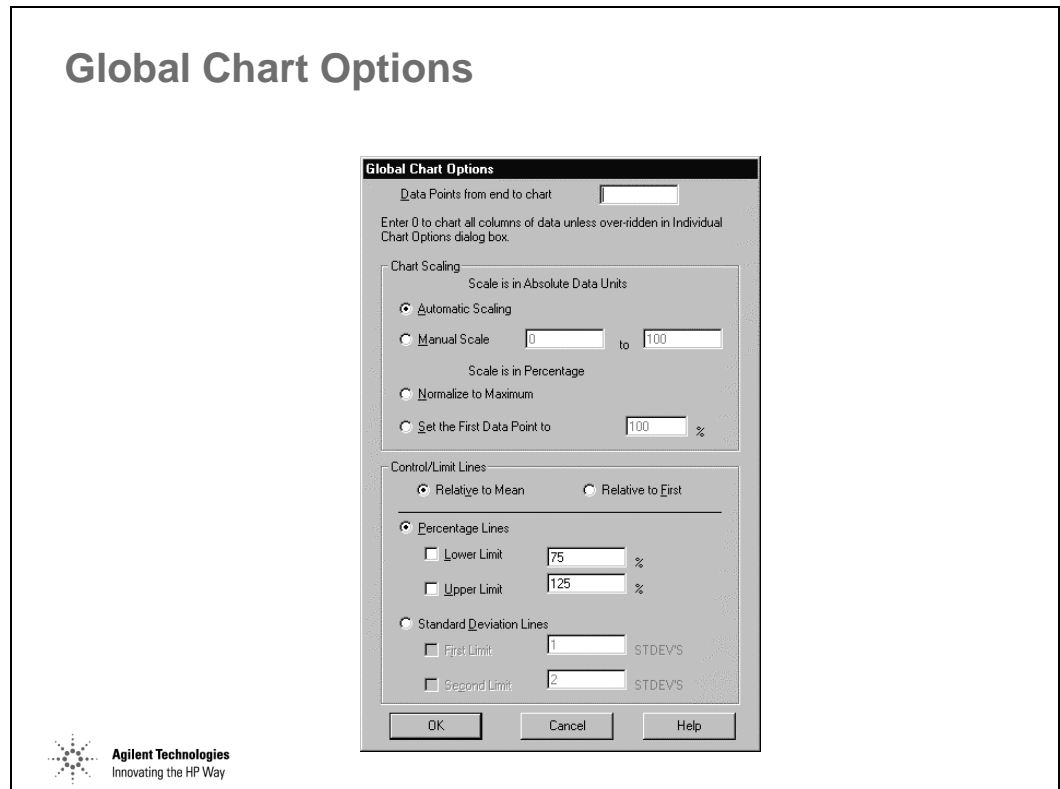 Global Chart Options
Global Chart Options
Data Points from end to chart
Enter 0 to chart all columns of data unless over-ridden in Individual
Chart Options dialog box.
Chart Scaling
Scale is in Absolute Data Units
Automatic Scaling
Manual Scale 0 to 100
Scale is in Percentage
Normalize to Maximum
Set the First Data Point to 100 %
Control/Limit Lines
Relative to Mean Relative to First
Percentage Lines
Lower Limit 75 %
Upper Limit 125 %
Standard Deviation Lines
First Limit 1 STDEV'S
Second Limit 2 STDEV'S
OK Cancel Help
Agilent Technologies
Innovating the HP Way